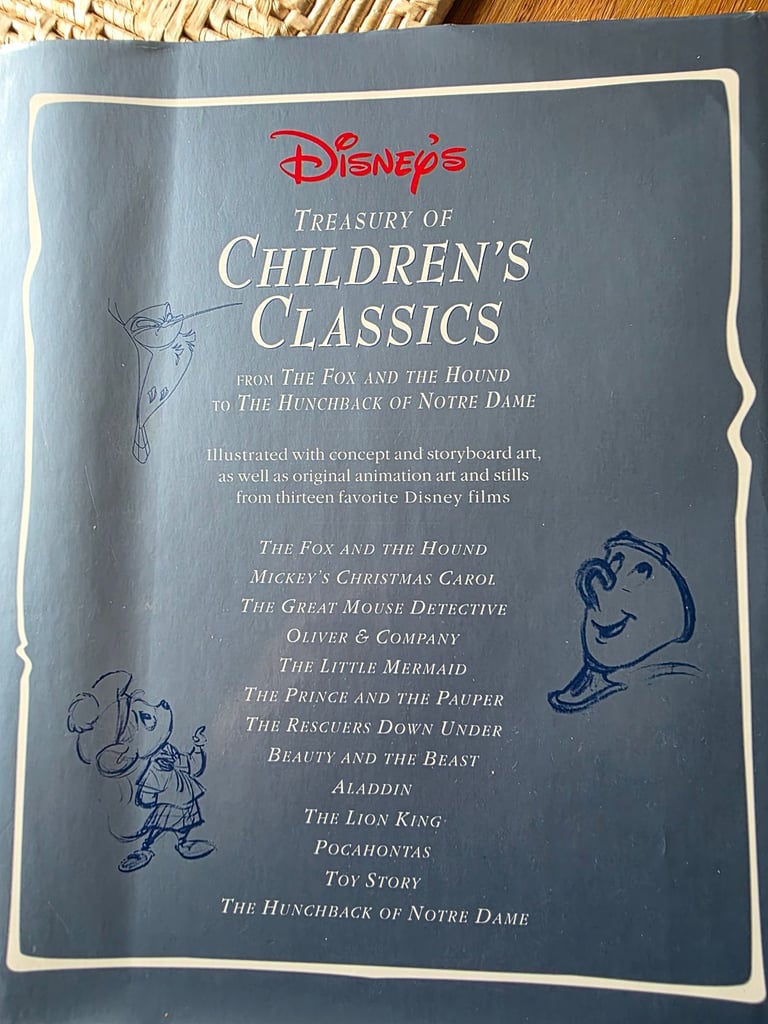 Disney's
Treasury of
Children's
Classics
from The Fox and the Hound
to The Hunchback of Notre Dame
Illustrated with concept and storyboard art,
as well as original animation art and stills
from thirteen favorite Disney films
The Fox and the Hound
Mickey's Christmas Carol
The Great Mouse Detective
Oliver & Company
The Little Mermaid
The Prince and the Pauper
The Rescuers Down Under
Beauty and the Beast
Aladdin
The Lion King
Pocahontas
Toy Story
The Hunchback of Notre Dame